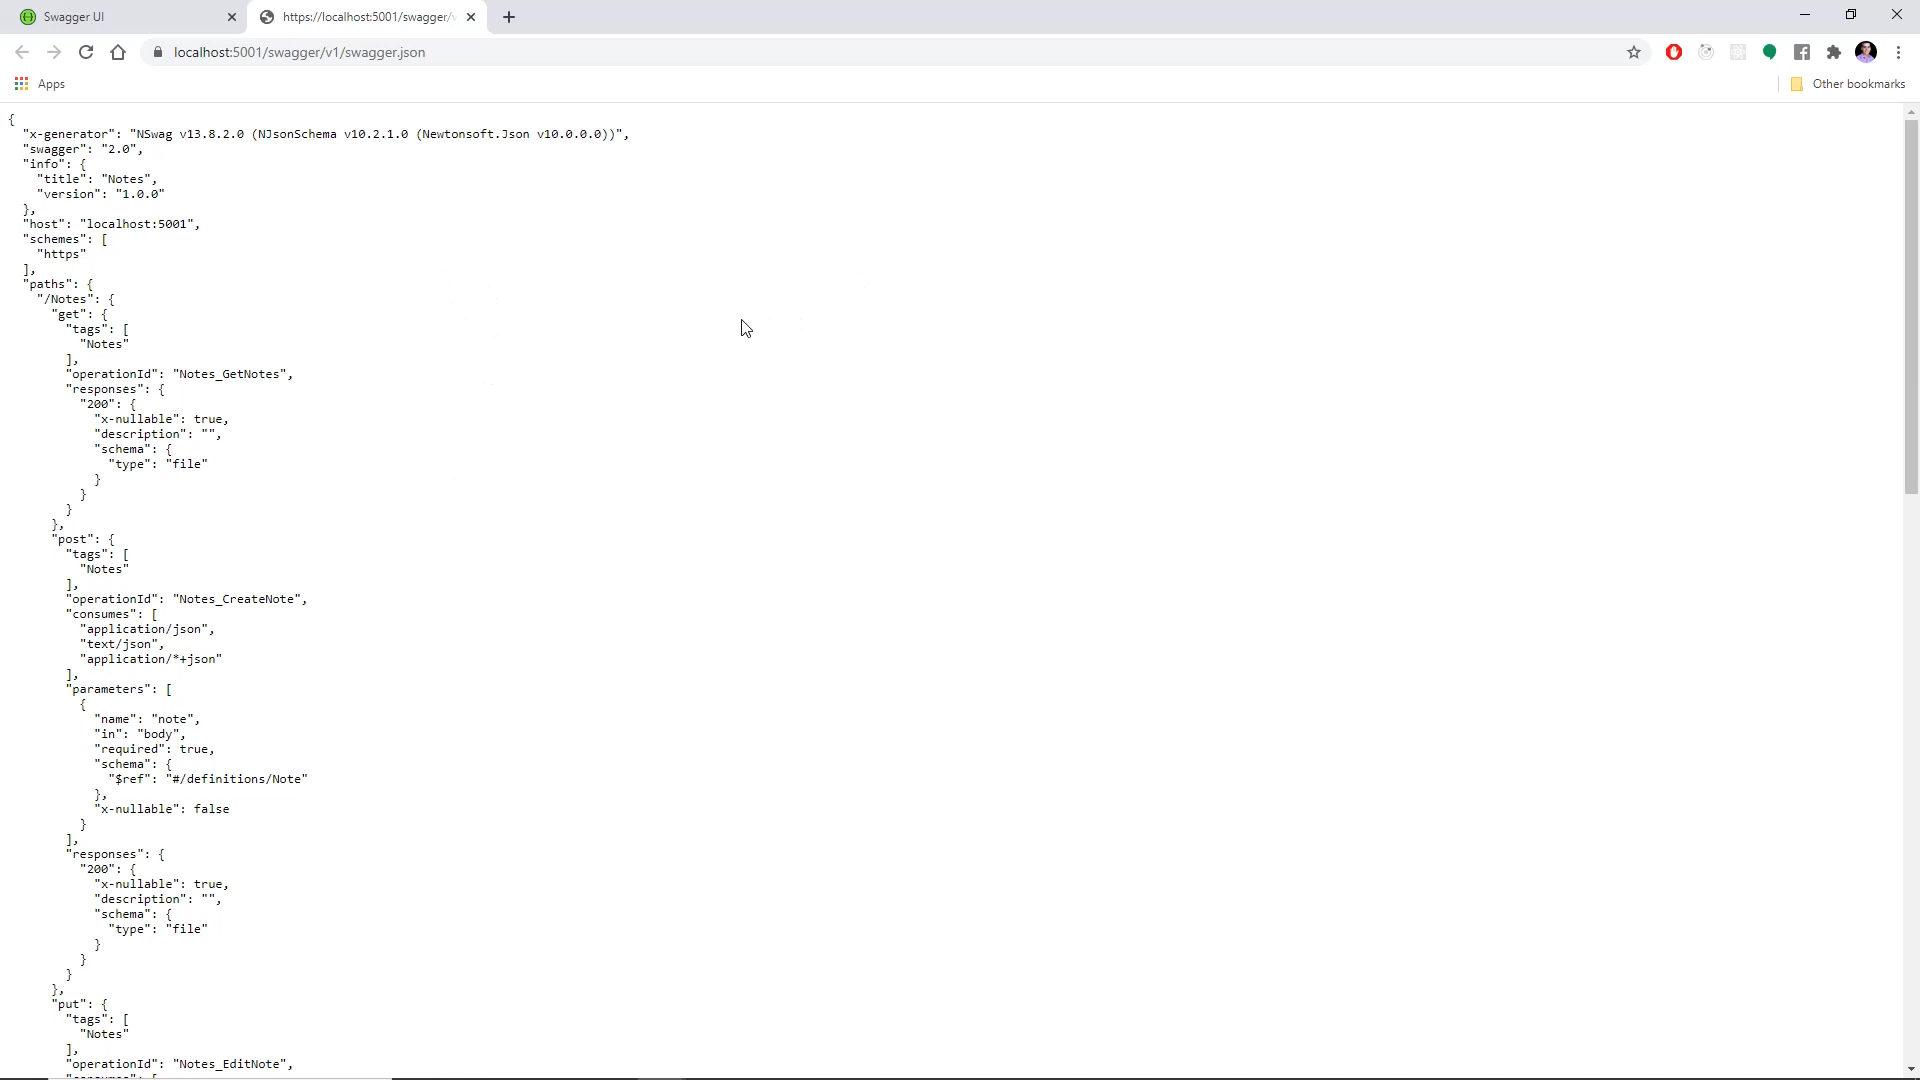 Swagger UI
https://localhost:5001/swagger/v
localhost:5001/swagger/v1/swagger.json
Apps
Other bookmarks
{
"x-generator": "NSwag v13.8.2.0 (NJsonSchema v10.2.1.0 (Newtonsoft.Json v10.0.0.0))",
"swagger": "2.0",
"info": {
"title": "Notes",
"version": "1.0.0"
},
"host": "localhost:5001",
"schemes": [
"https"
],
"paths": {
"/Notes": {
"get": {
"tags": [
"Notes"
],
"operationId": "Notes_GetNotes",
"responses": {
"200": {
"x-nullable": true,
"description": "",
"schema": {
"type": "file"
}
}
}
},
"post": {
"tags": [
"Notes"
],
"operationId": "Notes_CreateNote",
"consumes": [
"application/json",
"text/json",
"application/*+json"
],
"parameters": [
{
"name": "note",
"in": "body",
"required": true,
"schema": {
"$ref": "#/definitions/Note"
},
"x-nullable": false
}
],
"responses": {
"200": {
"x-nullable": true,
"description": "",
"schema": {
"type": "file"
}
}
}
},
"put": {
"tags": [
"Notes"
],
"operationId": "Notes_EditNote",